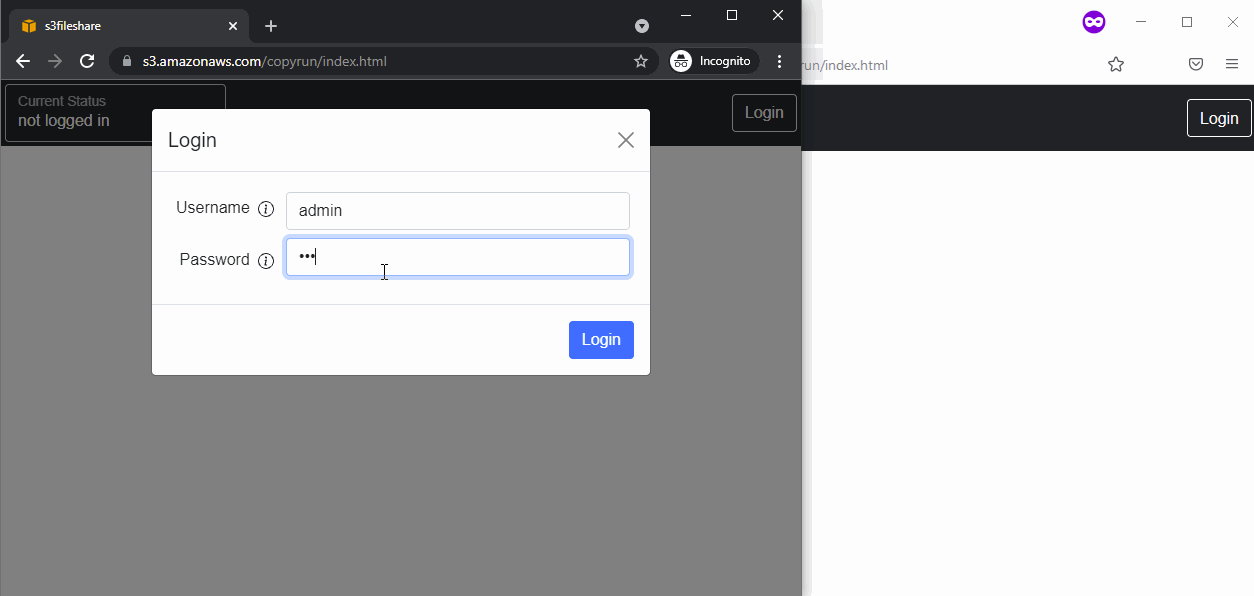 s3fileshare
s3.amazonaws.com/copyrun/index.html
Incognito
run/index.html
Current Status
not logged in
Login
Login
Login
Username
admin
Password
•••
Login